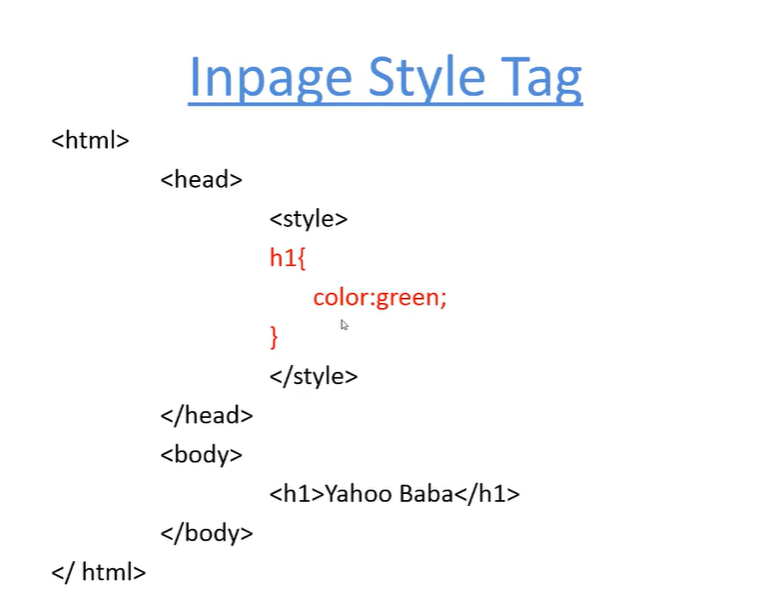 Inpage Style Tag
<html>
<head>
<style>
h1{
color:green;
}
</style>
</head>
<body>
<h1>Yahoo Baba</h1>
</body>
</ html>